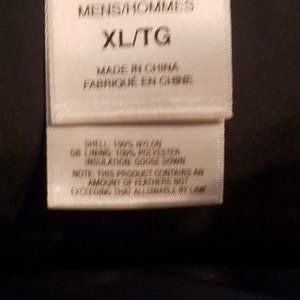 MENS/HOMMES
XL/TG
MADE IN CHINA
FABRIQUÉ EN CHINE
SHELL: 100% NYLON
GB LINING: 100% POLYESTER
INSULATION: GOOSE DOWN
NOTE: THIS PRODUCT CONTAINS AN
AMOUNT OF FEATHERS NOT
EXCEEDING THAT ALLOWABLE BY LAW